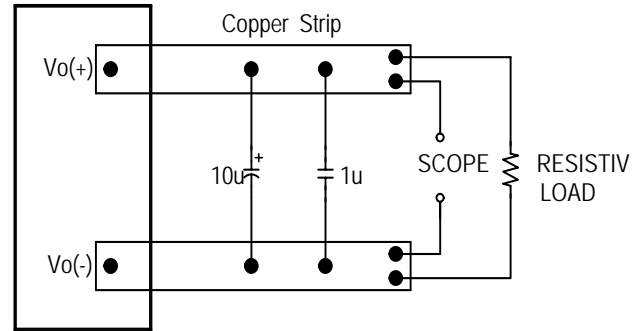 Copper Strip
Vo(+)
10u
+
1u
SCOPE
RESISTIV
LOAD
Vo(-)